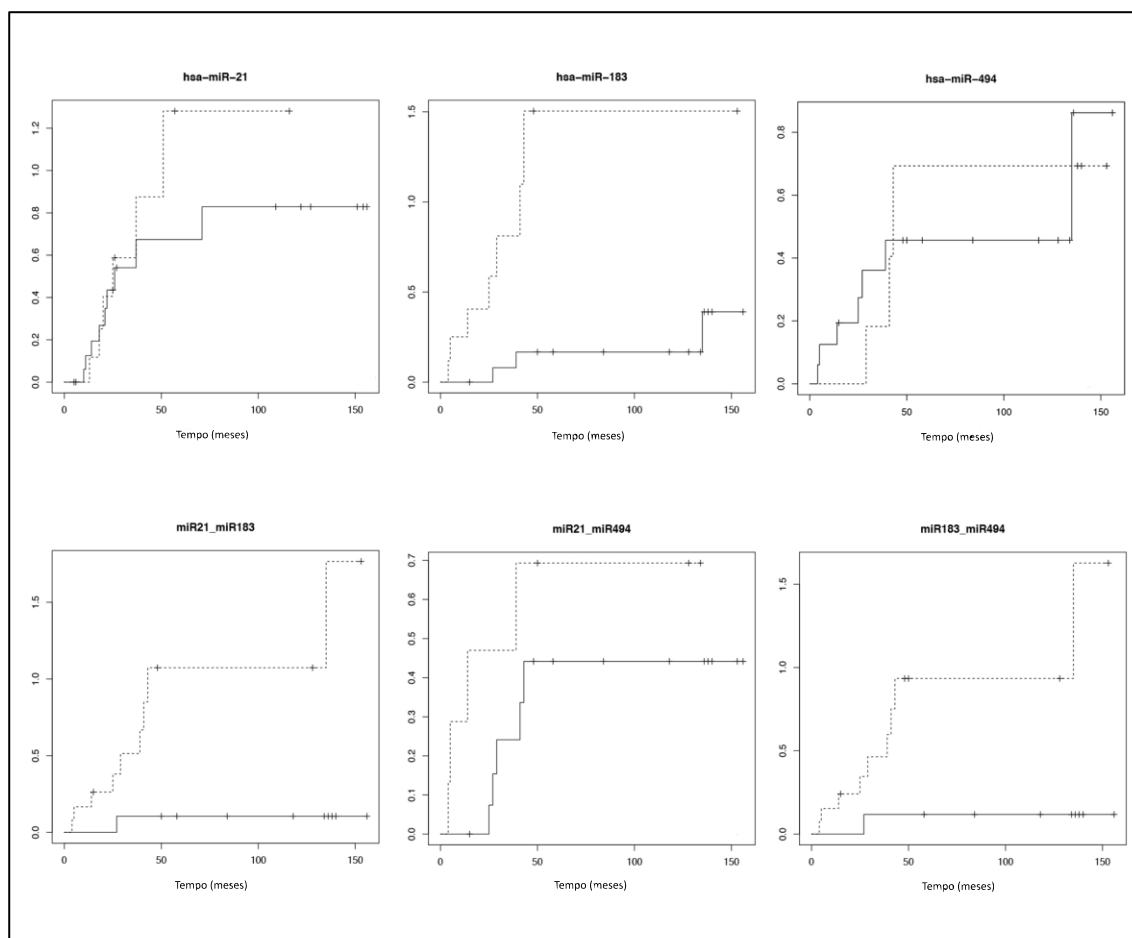 hsa-miR-21
hsa-miR-183
hsa-miR-494
1.2
1.0
0.8
0.6
0.4
0.2
0.0
1.5
1.0
0.5
0.0
0.8
0.6
0.4
0.2
0.0
0 50 100 150
0 50 100 150
0 50 100 150
Tempo (meses)
Tempo (meses)
Tempo (meses)
miR21_miR183
miR21_miR494
miR183_miR494
1.5
1.0
0.5
0.0
0.7
0.6
0.5
0.4
0.3
0.2
0.1
0.0
1.5
1.0
0.5
0.0
0 50 100 150
0 50 100 150
0 50 100 150
Tempo (meses)
Tempo (meses)
Tempo (meses)